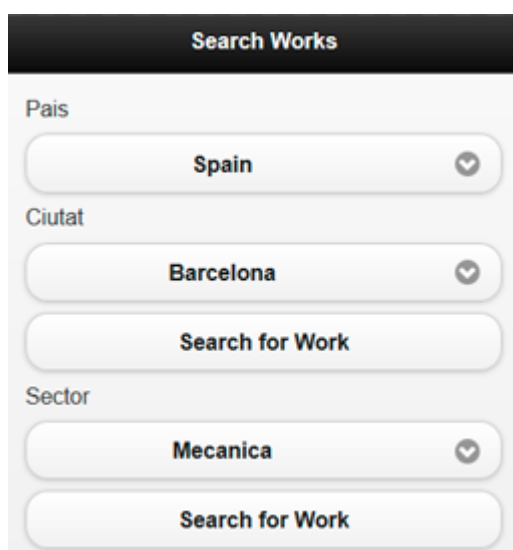 Search Works
Pais
Spain
Ciutat
Barcelona
Search for Work
Sector
Mecanica
Search for Work